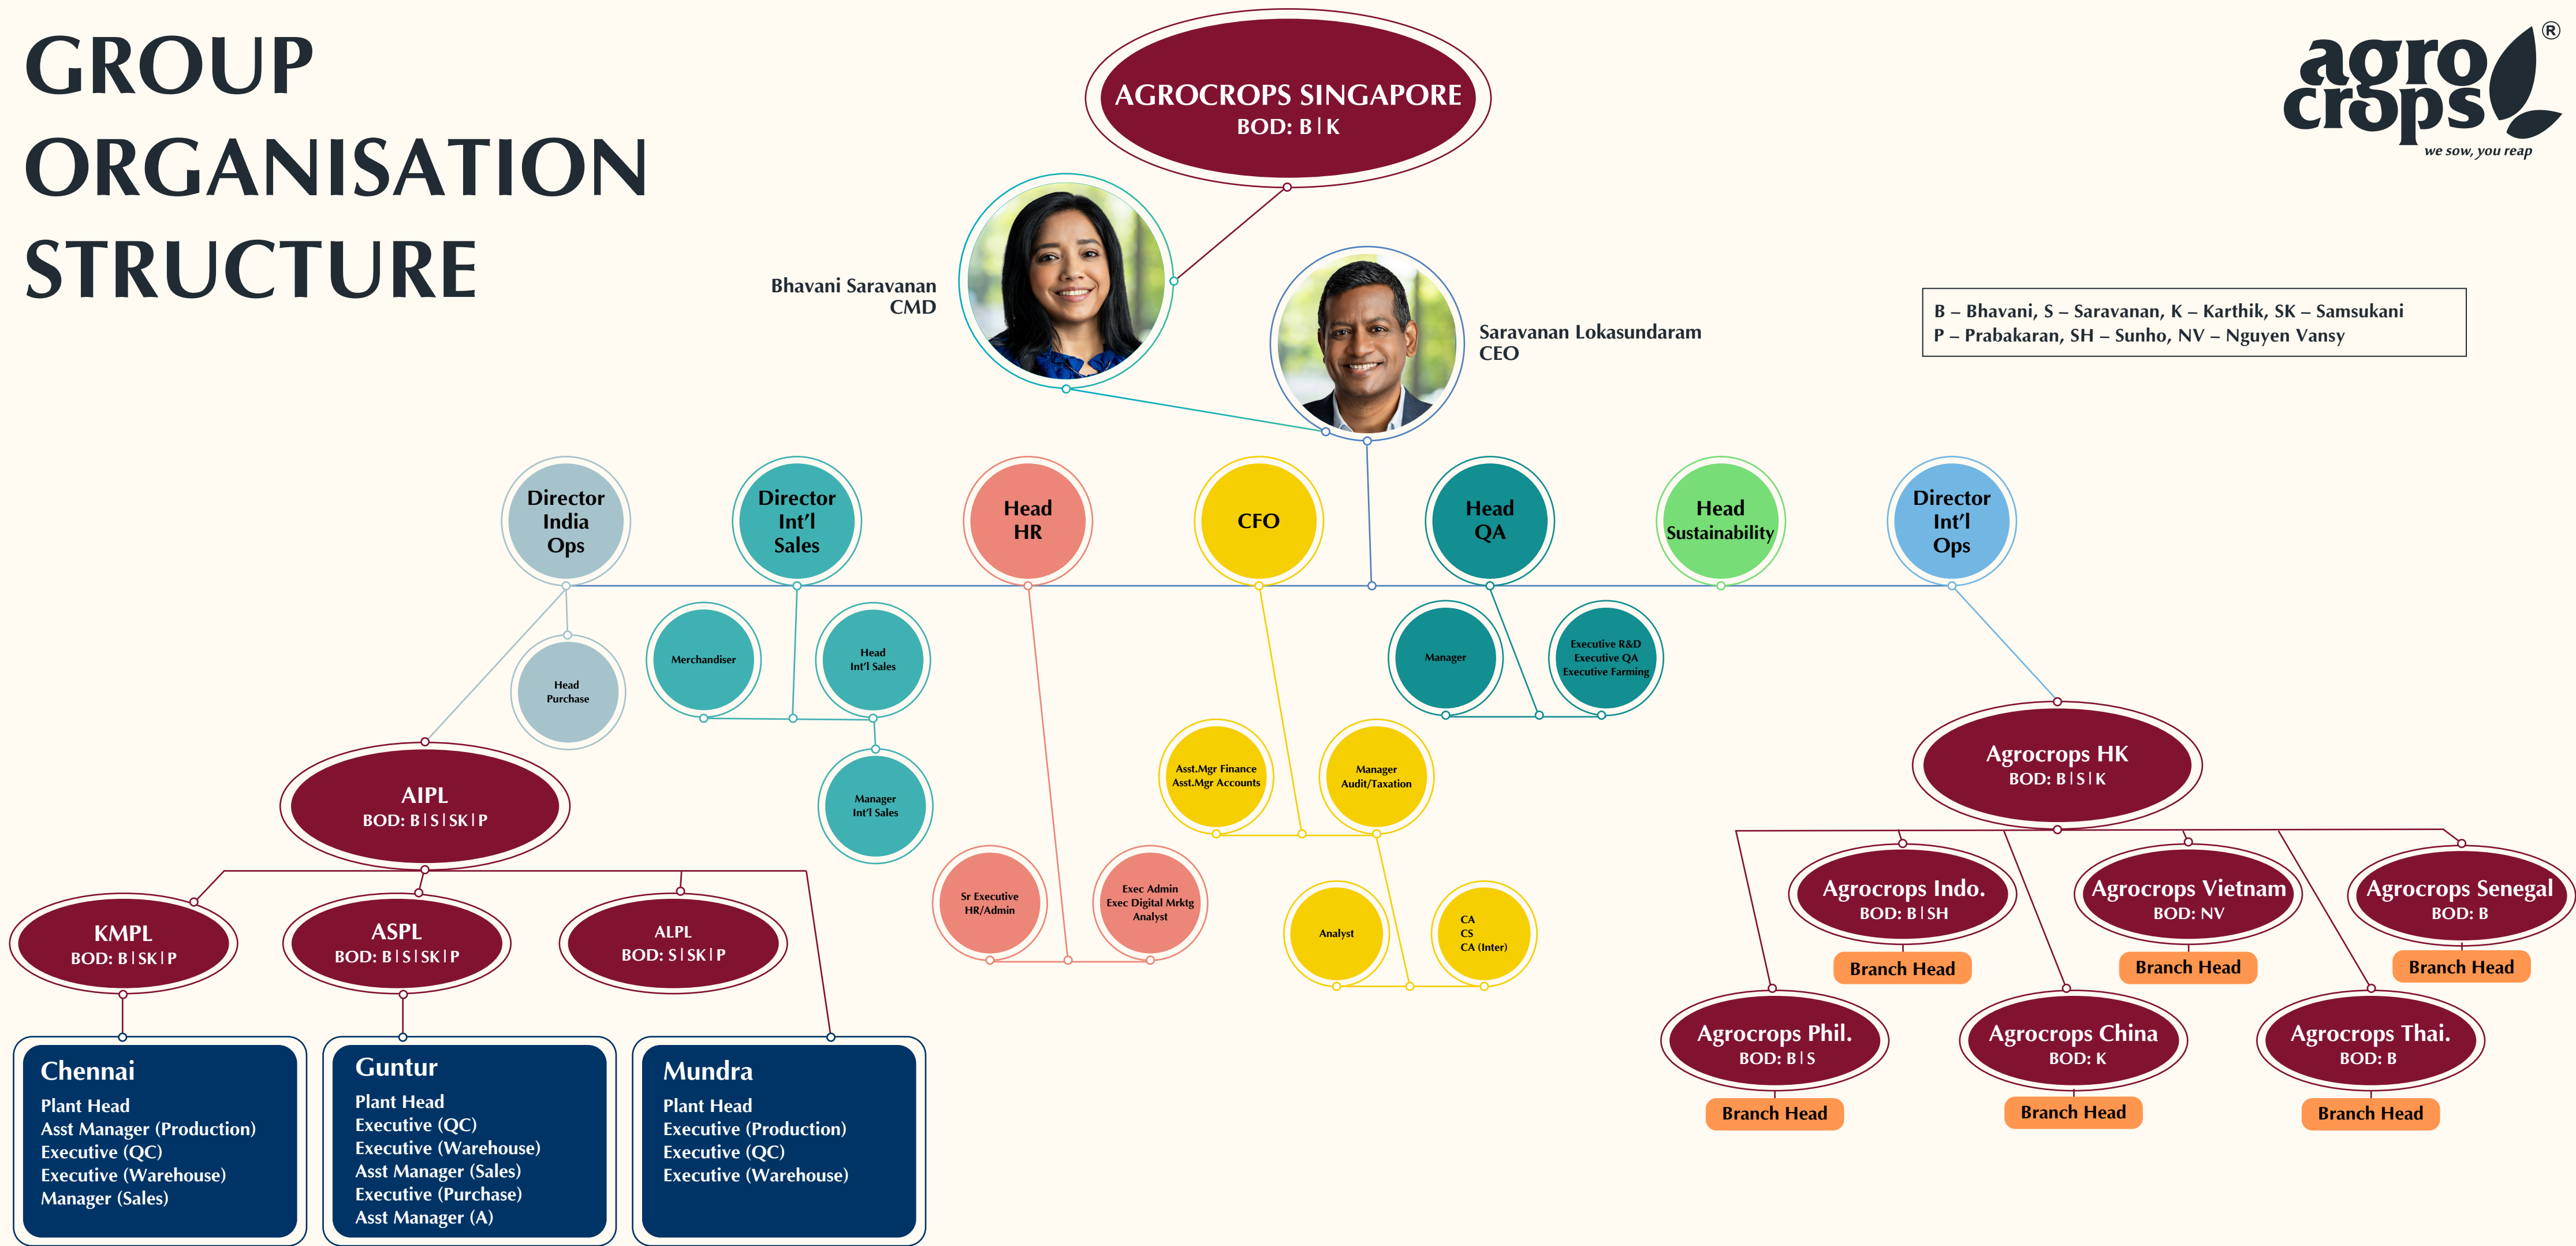 GROUP
ORGANISATION
STRUCTURE
AGROCROPS SINGAPORE
BOD: B|K
agro
crops®
we sow, you reap
Bhavani Saravanan
CMD
Saravanan Lokasundaram
CEO
B – Bhavani, S – Saravanan, K – Karthik, SK – Samsukani
P – Prabakaran, SH – Sunho, NV – Nguyen Vansy
Director
India
Ops
Director
Int'l
Sales
Head
HR
CFO
Head
QA
Head
Sustainability
Director
Int'l
Ops
Head
Purchase
Merchandiser
Head
Int'l Sales
Manager
Int'l Sales
Manager
Executive R&D
Executive QA
Executive Farming
Asst.Mgr Finance
Asst.Mgr Accounts
Manager
Audit/Taxation
Sr Executive
HR/Admin
Exec Admin
Exec Digital Mrktg
Analyst
Analyst
CA
CS
CA (Inter)
AIPL
BOD: B|S|SK|P
KMPL
BOD: B|SK|P
ASPL
BOD: B|S|SK|P
ALPL
BOD: S|SK|P
Chennai
Plant Head
Asst Manager (Production)
Executive (QC)
Executive (Warehouse)
Manager (Sales)
Guntur
Plant Head
Executive (QC)
Executive (Warehouse)
Asst Manager (Sales)
Executive (Purchase)
Asst Manager (A)
Mundra
Plant Head
Executive (Production)
Executive (QC)
Executive (Warehouse)
Agrocrops HK
BOD: B|S|K
Agrocrops Indo.
BOD: B|SH
Branch Head
Agrocrops Vietnam
BOD: NV
Branch Head
Agrocrops Senegal
BOD: B
Branch Head
Agrocrops Phil.
BOD: B|S
Branch Head
Agrocrops China
BOD: K
Branch Head
Agrocrops Thai.
BOD: B
Branch Head